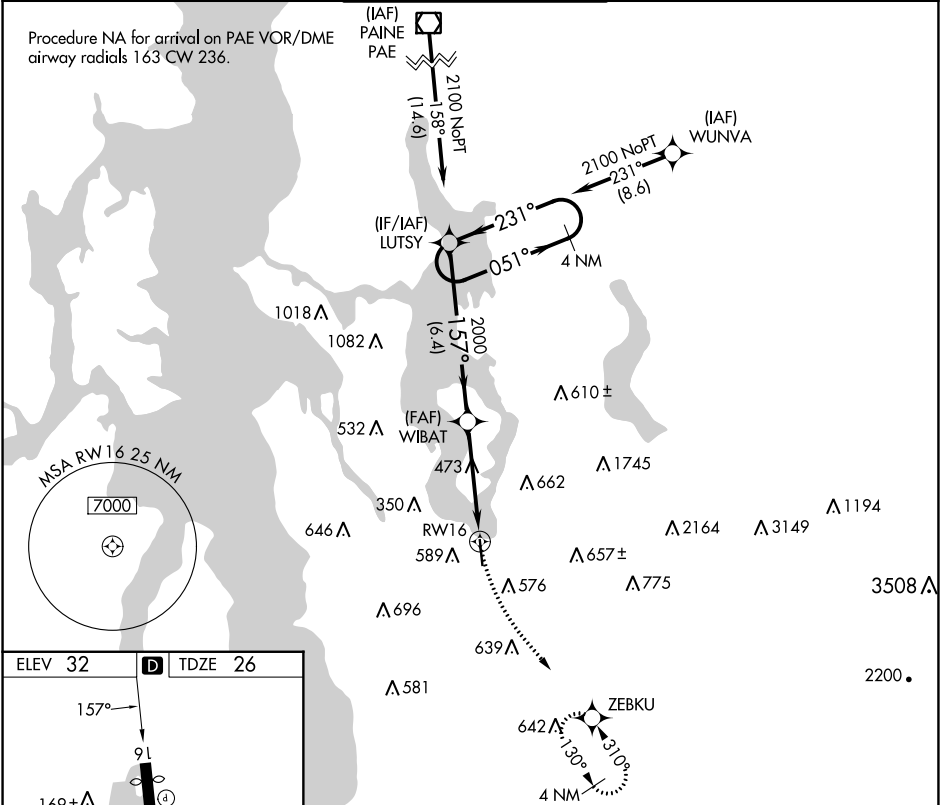 Procedure NA for arrival on PAE VOR/DME
airway radials 163 CW 236.
(IAF)
PAINE
PAE
2100 NoPT
158°
(14.6)
(IAF)
WUNVA
2100 NoPT
231°
(8.6)
(IF/IAF)
LUTSY
231°
051°
4 NM
1018
1082
2000
157°
(6.4)
610 ±
(FAF)
WIBAT
532
473
1745
662
MSA RW16 25 NM
7000
350
646
RW16
589
2164
3149
1194
657±
576
775
3508
696
639
581
2200
ELEV 32
D
TDZE 26
157°
16
P
169±
ZEBKU
642
130°
310°
4 NM